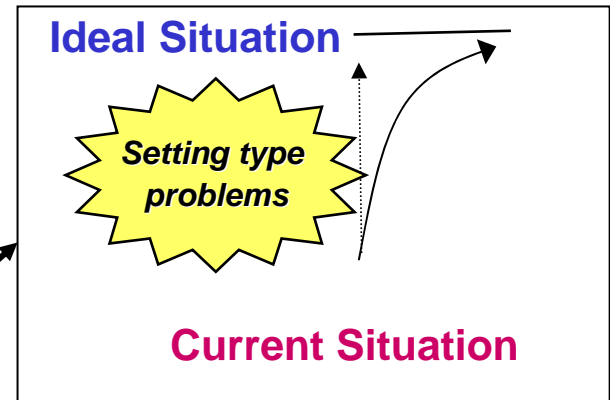 Ideal Situation
Setting type
problems
Current Situation